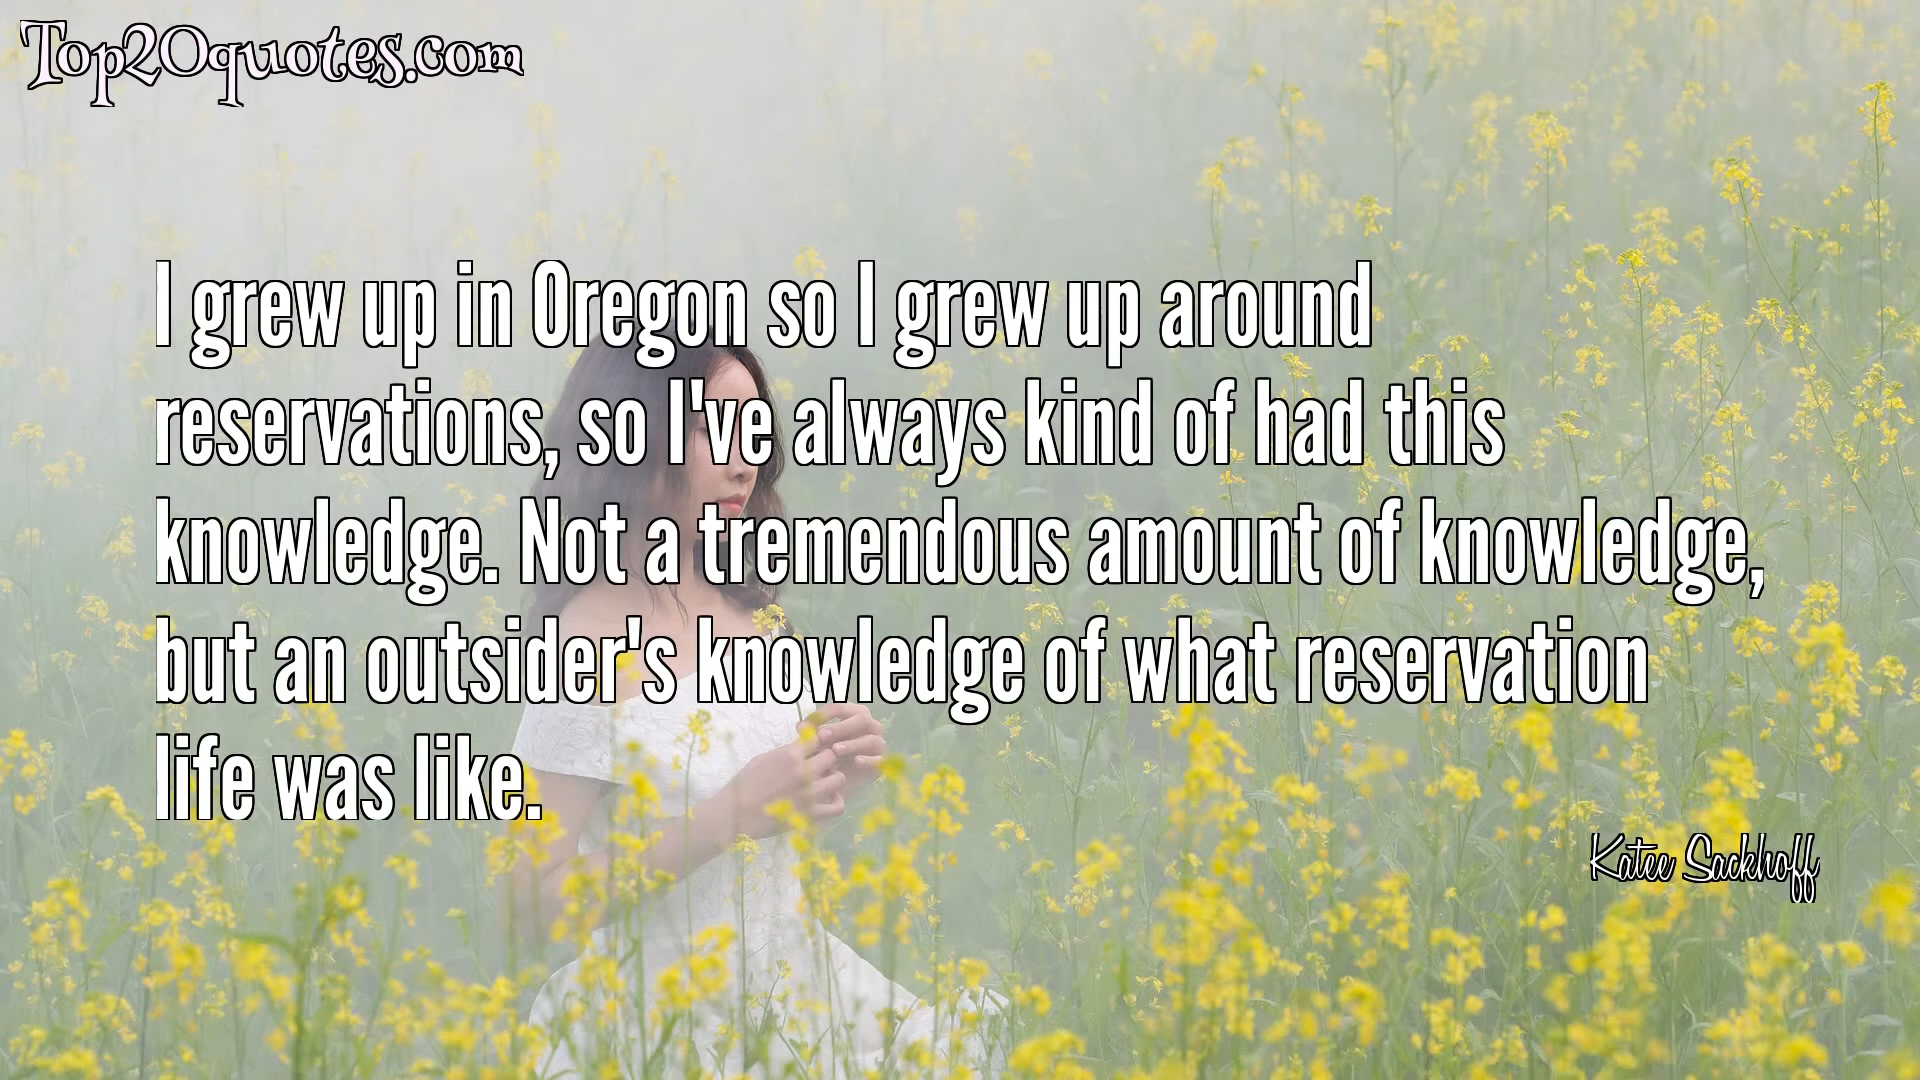 Top20quotes.com
I grew up in Oregon so I grew up around
reservations, so I've always kind of had this
knowledge. Not a tremendous amount of knowledge,
but an outsider's knowledge of what reservation
life was like.
Katee Sackhoff